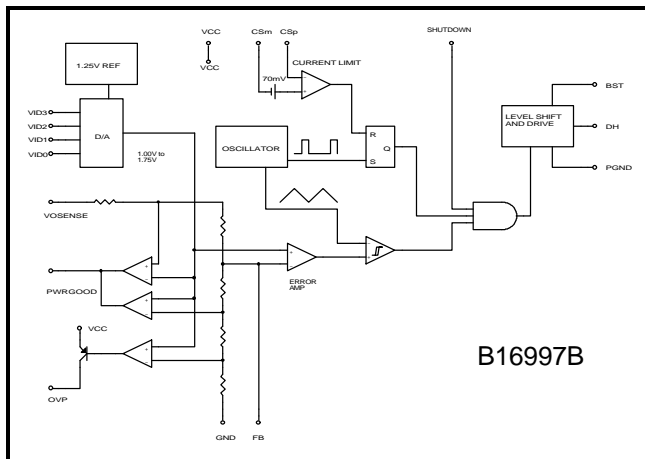 VCC
CSm
CSp
SHUTDOWN
1.25V REF
VCC
70mV
CURRENT LIMIT
BST
VID3
VID2
VID1
VID0
D/A
1.00V to
1.75V
OSCILLATOR
R
Q
S
LEVEL SHIFT
AND DRIVE
DH
PGND
VOSENSE
+
-
+
-
-
+
-
+
ERROR
AMP
PWRGOOD
+
-
+
-
VCC
+
-
B16997B
OVP
GND
FB